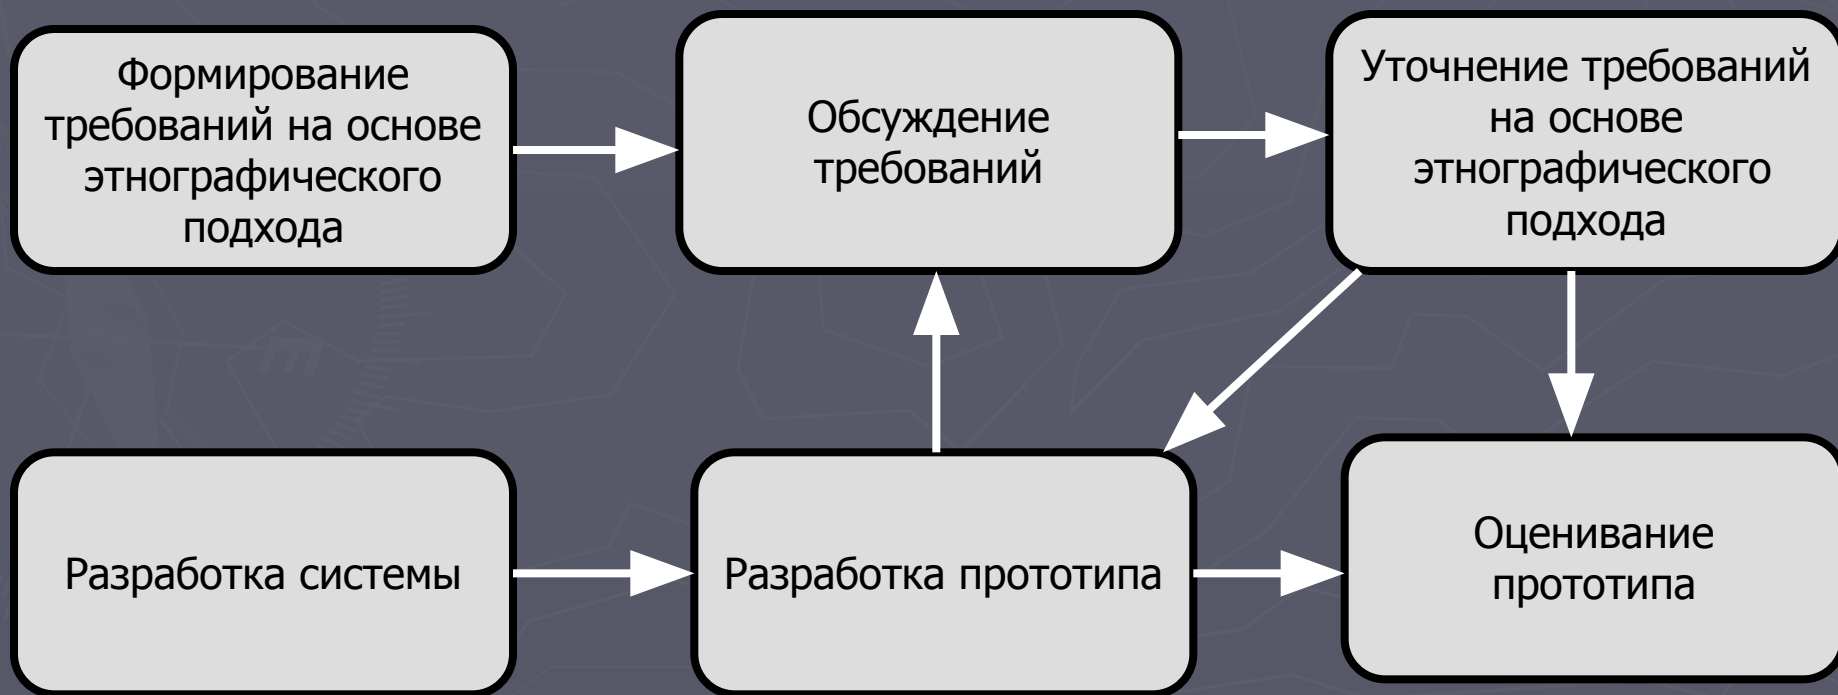 Формирование
требований на основе
этнографического
подхода
Обсуждение
требований
Уточнение требований
на основе
этнографического
подхода
Разработка системы
Разработка прототипа
Оценивание
прототипа